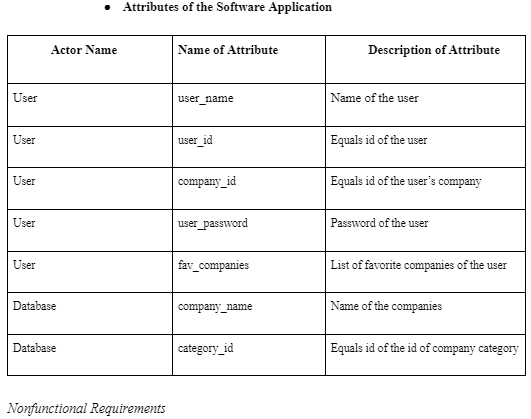 • Attributes of the Software Application
Actor Name Name of Attribute Description of Attribute
User user_name Name of the user
User user_id Equals id of the user
User company_id Equals id of the user’s company
User user_password Password of the user
User fav_companies List of favorite companies of the user
Database company_name Name of the companies
Database category_id Equals id of the id of company category
Nonfunctional Requirements